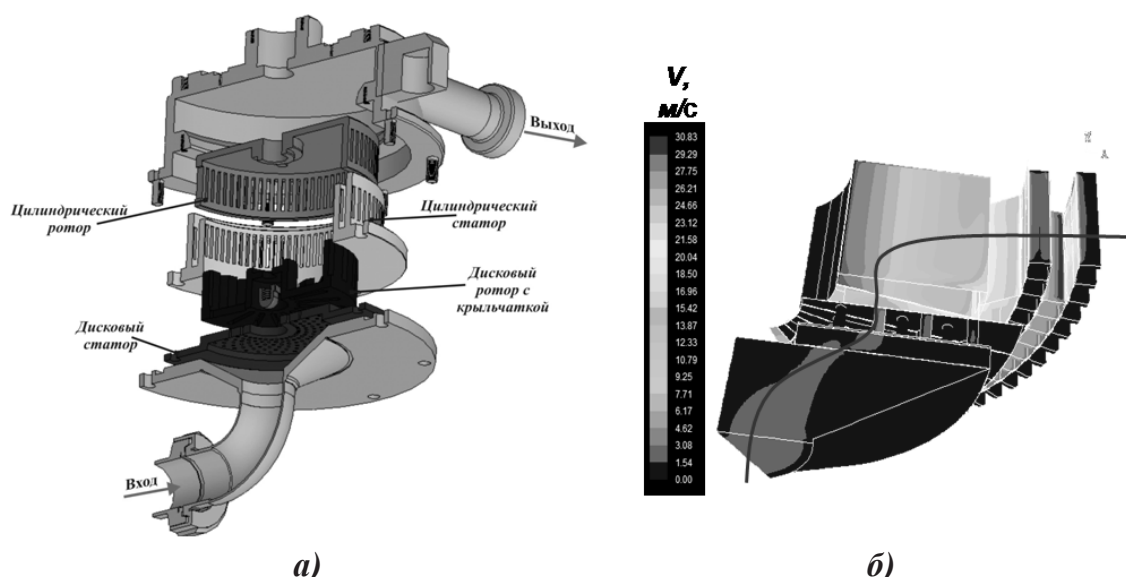 Выход
Цилиндрический
ротор
Цилиндрический
статор
Дисковый
ротор с
крыльчаткой
Дисковый
статор
Вход
а)
V,
м/с
30.83
29.29
27.75
26.21
24.66
23.12
21.58
20.04
18.50
16.96
15.42
13.87
12.33
10.79
9.25
7.71
6.17
4.62
3.08
1.54
0.00
б)